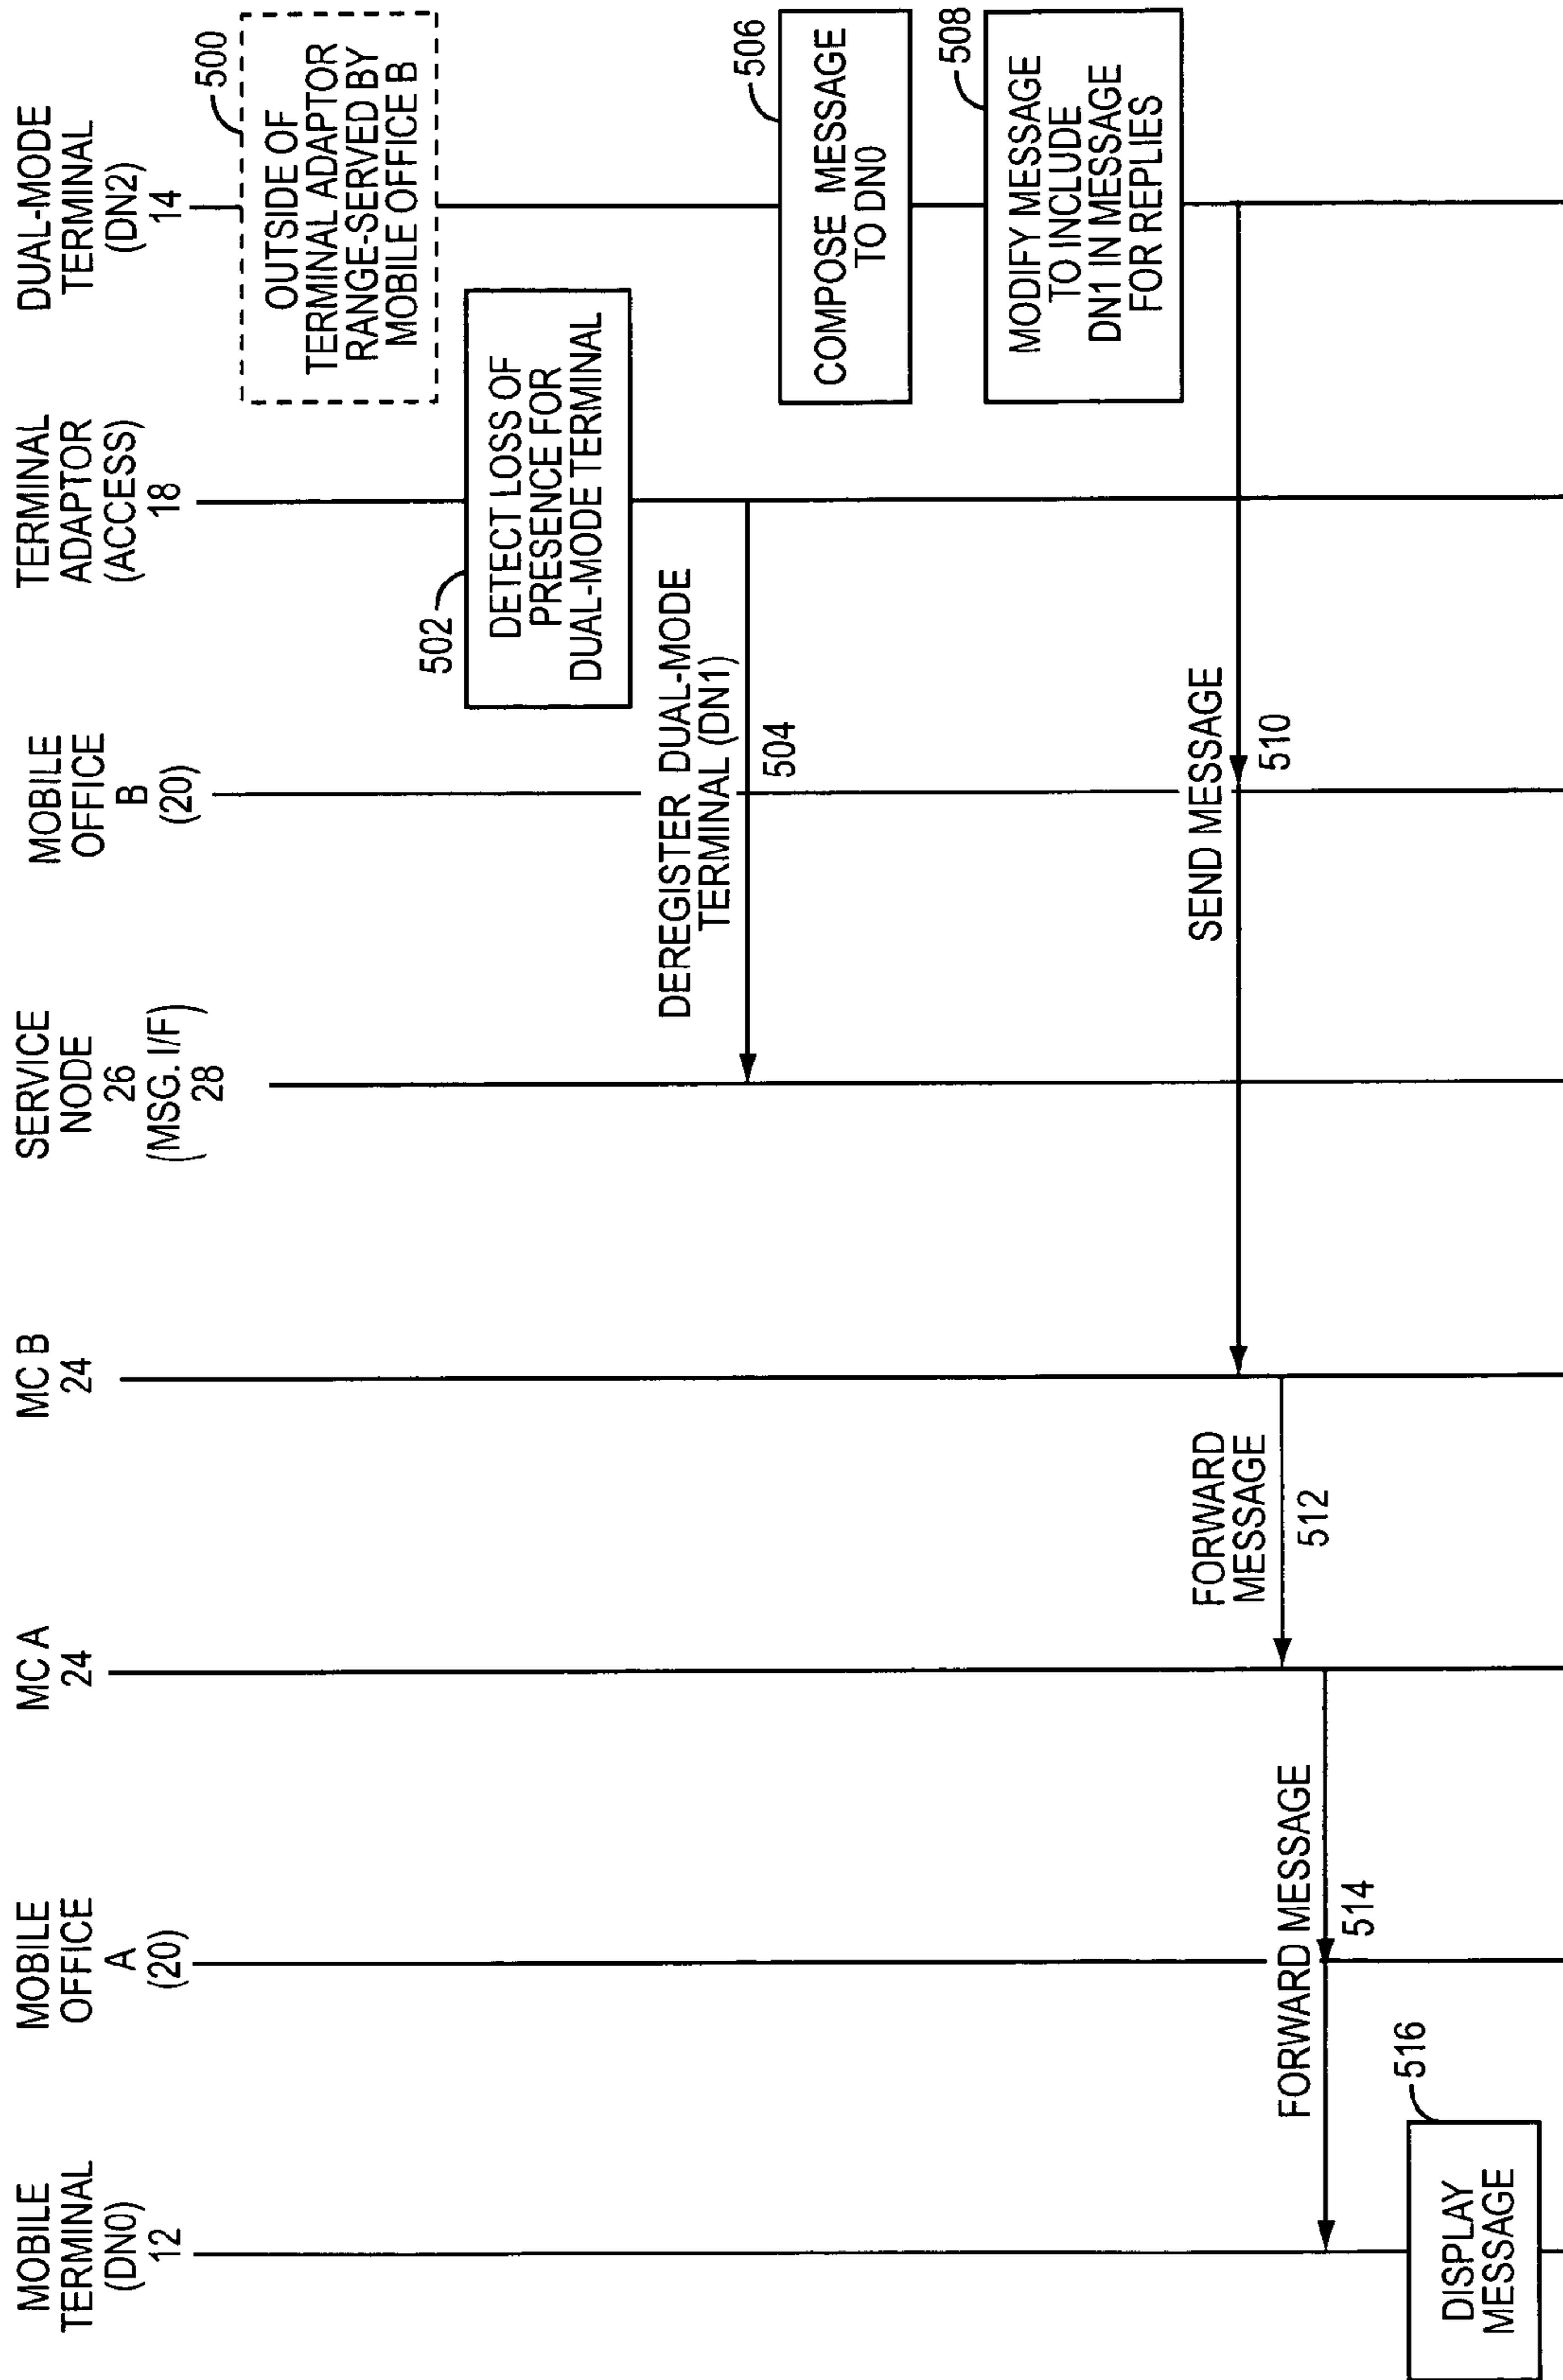 MOBILE
TERMINAL
(DN0)
12
MOBILE
OFFICE
A
(20)
MC A
24
MC B
24
SERVICE
NODE
26
(MSG. I/F)
28
MOBILE
OFFICE
B
(20)
TERMINAL
ADAPTOR
(ACCESS)
18
DUAL-MODE
TERMINAL
(DN2)
14
500
OUTSIDE OF
TERMINAL ADAPTOR
RANGE-SERVED BY
MOBILE OFFICE B
502
DETECT LOSS OF
PRESENCE FOR
DUAL-MODE TERMINAL
DEREGISTER DUAL-MODE
TERMINAL (DN1)
504
506
COMPOSE MESSAGE
TO DN0
508
MODIFY MESSAGE
TO INCLUDE
DN1 IN MESSAGE
FOR REPLIES
SEND MESSAGE
510
FORWARD
MESSAGE
512
FORWARD MESSAGE
514
516
DISPLAY
MESSAGE